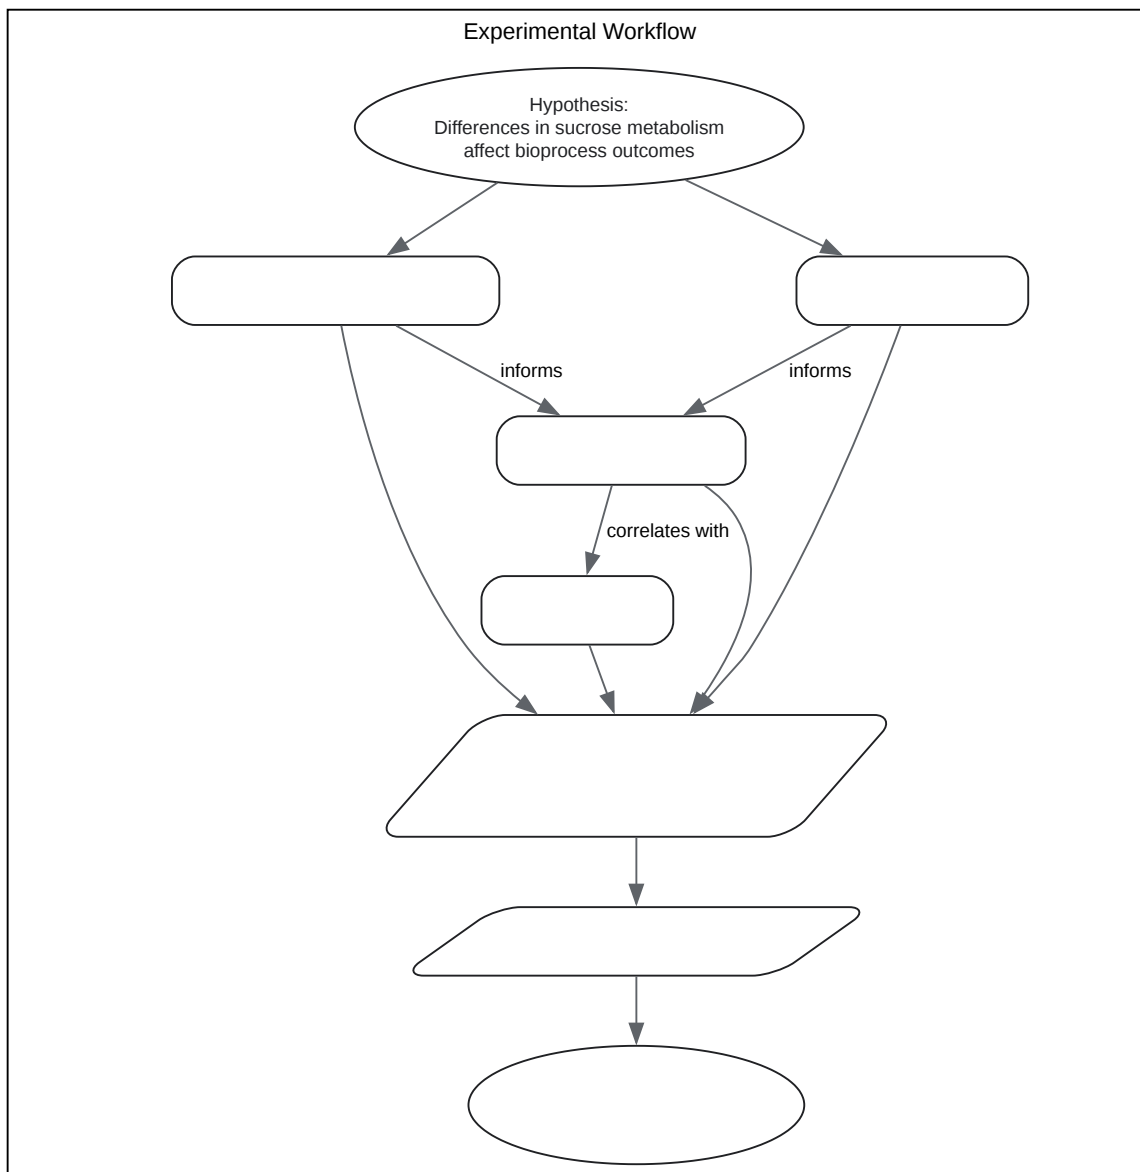 Experimental Workflow
Hypothesis:
Differences in sucrose metabolism
affect bioprocess outcomes
informs
informs
correlates with